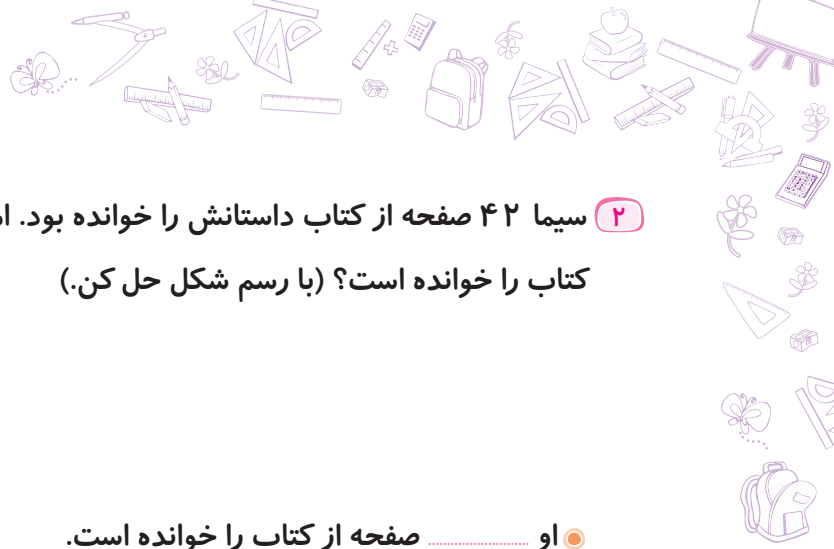 ۲ سیما ۴۲ صفحه از کتاب داستانش را خوانده بود.
کتاب را خوانده است؟ (با رسم شکل حل کن.)
او ........................ صفحه از کتاب را خوانده است.